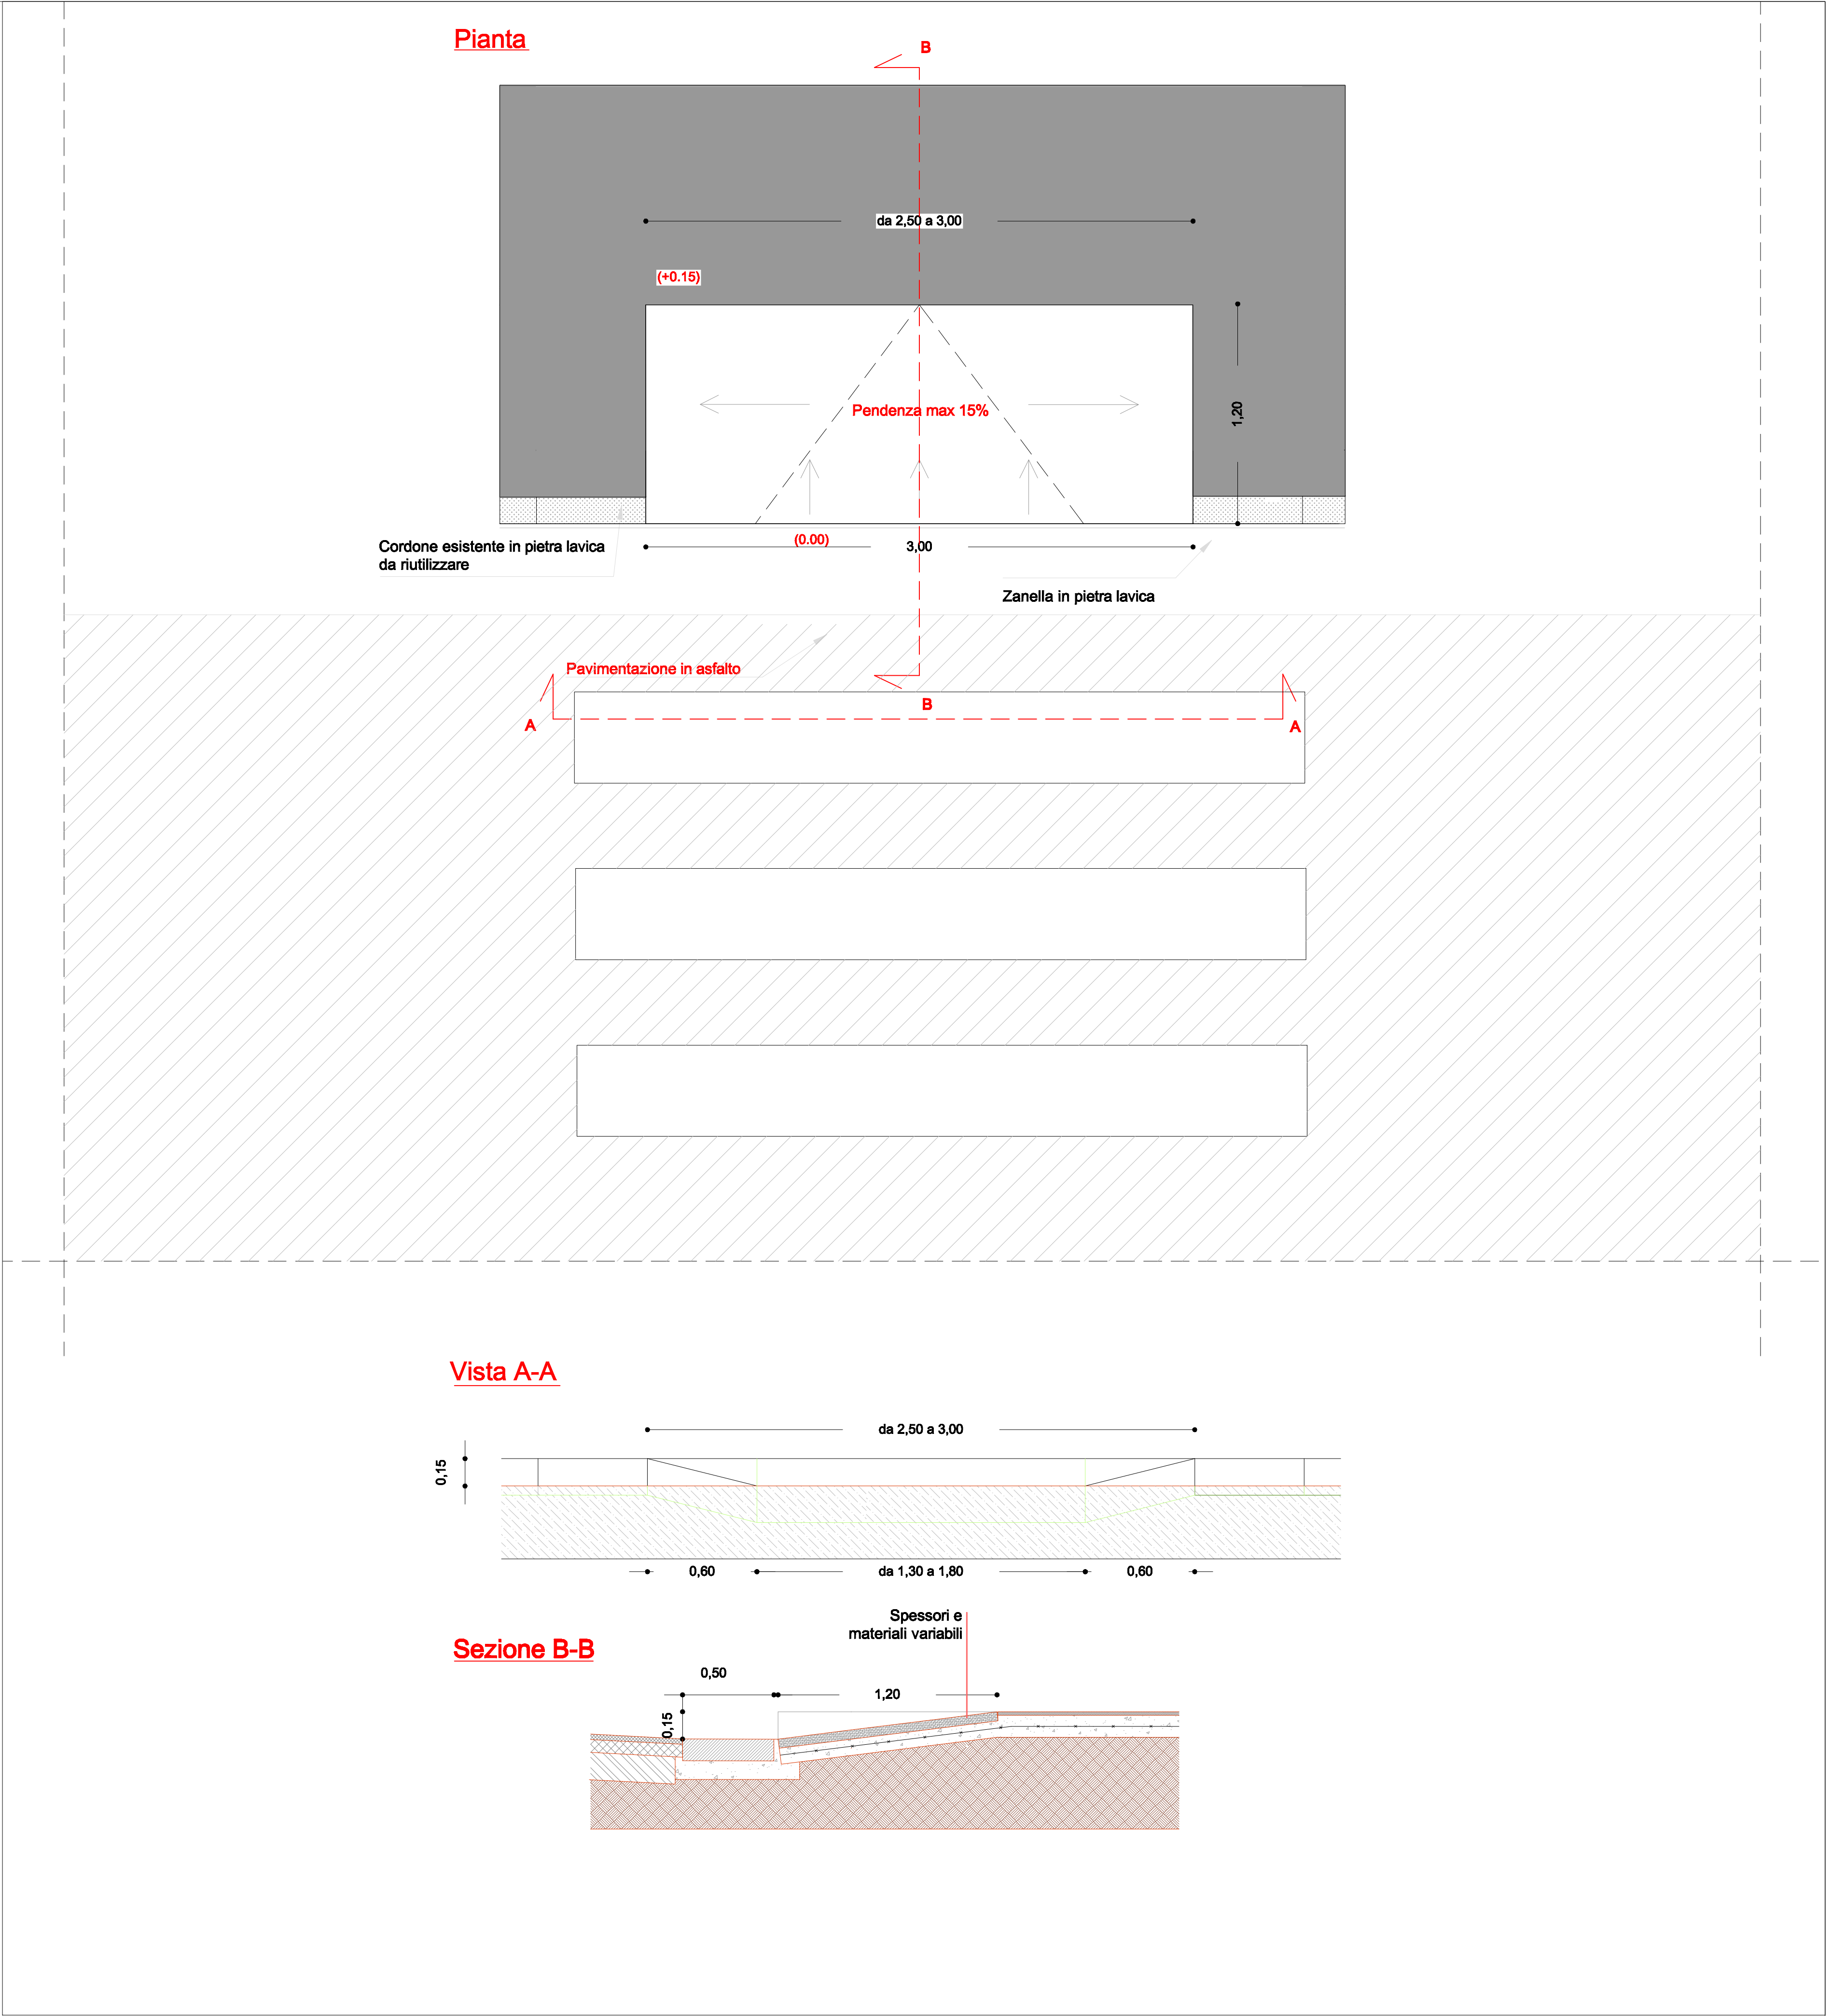 Pianta
B
da 2,50 a 3,00
(+0.15)
Pendenza max 15%
1,20
(0.00)
3,00
Cordone esistente in pietra lavica
da riutilizzare
Zanella in pietra lavica
Pavimentazione in asfalto
B
A
A
Vista A-A
da 2,50 a 3,00
0,15
0,60
da 1,30 a 1,80
0,60
Spessori e
materiali variabili
Sezione B-B
0,50
1,20
0,15